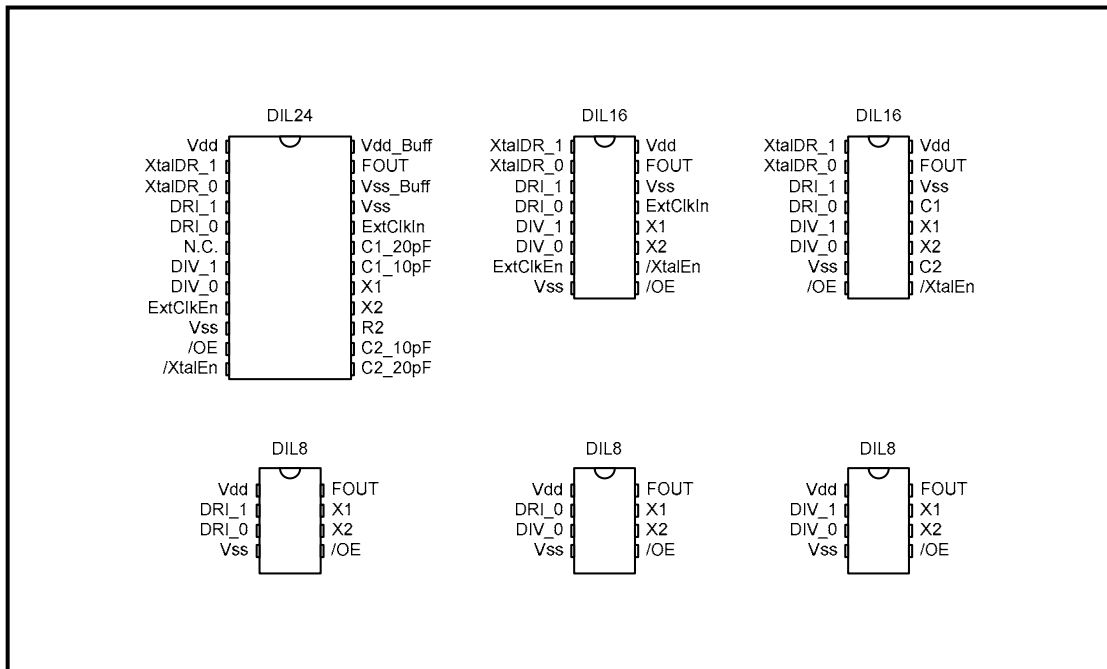 DIL24
Vdd Vdd_Buff
XtalDR_1 FOUT
XtalDR_0 Vss_Buff
DRI_1 Vss
DRI_0 ExtClkIn
N.C. C1_20pF
DIV_1 C1_10pF
DIV_0 X1
ExtClkEn X2
Vss R2
/OE C2_10pF
/XtalEn C2_20pF
DIL16
XtalDR_1 Vdd
XtalDR_0 FOUT
DRI_1 Vss
DRI_0 ExtClkIn
DIV_1 X1
DIV_0 X2
ExtClkEn /XtalEn
Vss /OE
DIL16
XtalDR_1 Vdd
XtalDR_0 FOUT
DRI_1 Vss
DRI_0 C1
DIV_1 X1
DIV_0 X2
Vss C2
/OE /XtalEn
DIL8
Vdd FOUT
DRI_1 X1
DRI_0 X2
Vss /OE
DIL8
Vdd FOUT
DRI_0 X1
DIV_0 X2
Vss /OE
DIL8
Vdd FOUT
DIV_1 X1
DIV_0 X2
Vss /OE